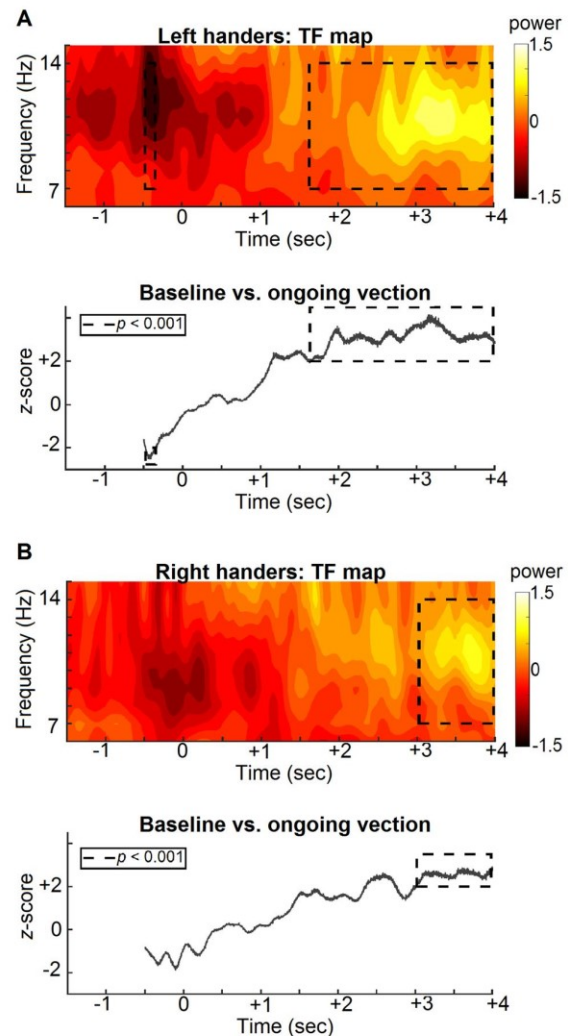 A
Left handers: TF map
power
14
Frequency (Hz)
7
1.5
0
-1.5
-1 0 +1 +2 +3 +4
Time (sec)
Baseline vs. ongoing vection
p < 0.001
z-score
+2
0
-2
-1 0 +1 +2 +3 +4
Time (sec)
B
Right handers: TF map
power
14
Frequency (Hz)
7
1.5
0
-1.5
-1 0 +1 +2 +3 +4
Time (sec)
Baseline vs. ongoing vection
p < 0.001
z-score
+2
0
-2
-1 0 +1 +2 +3 +4
Time (sec)